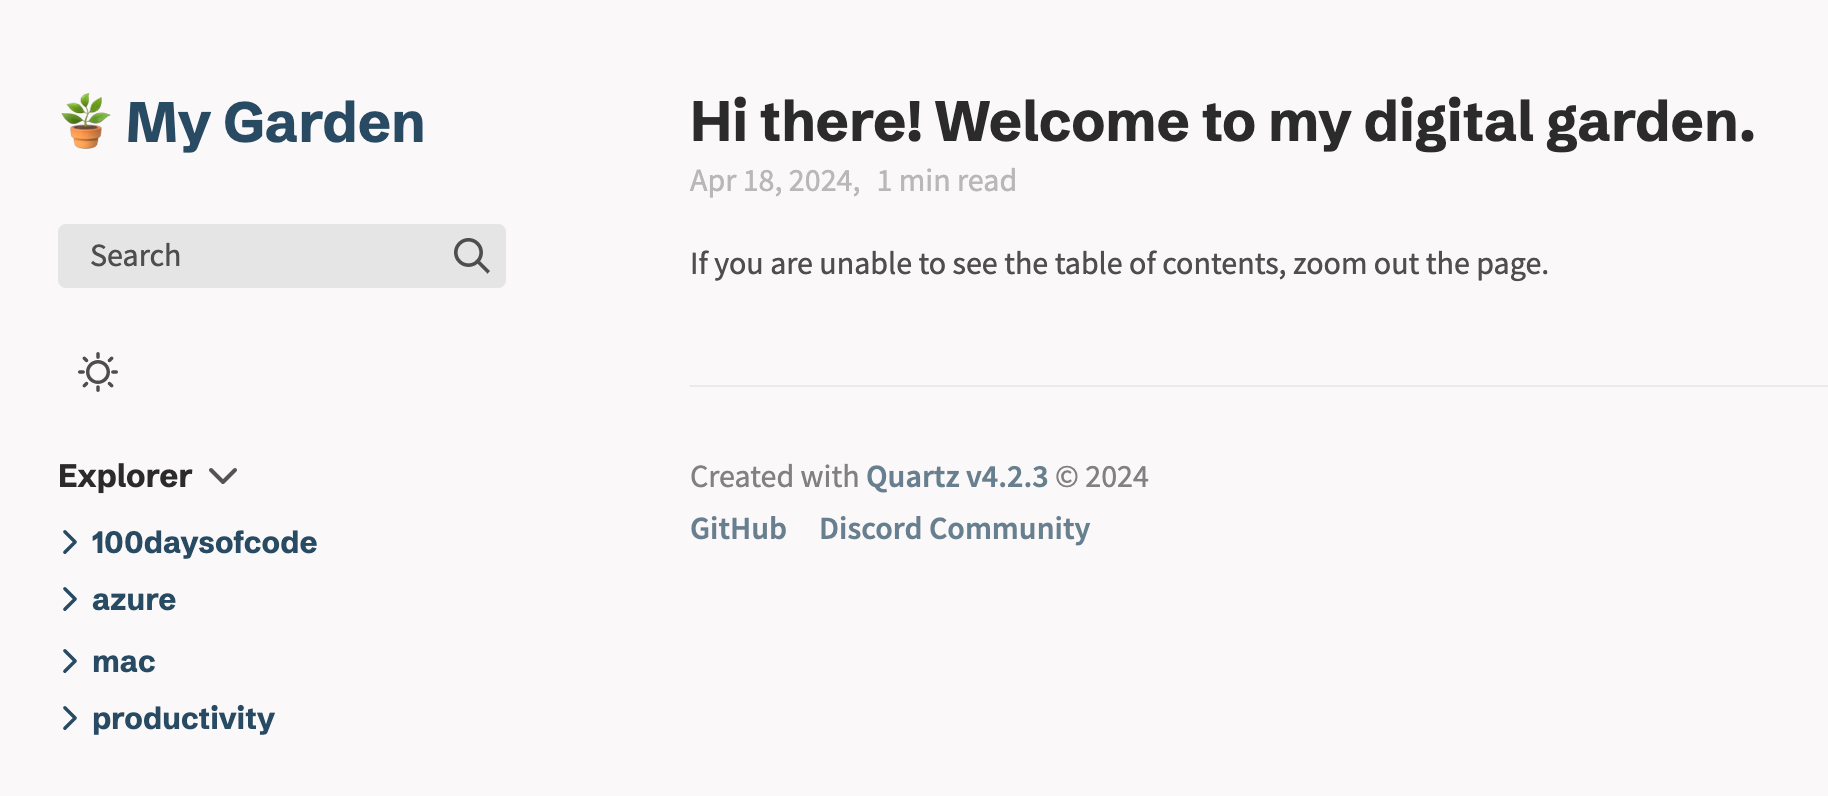 My Garden
Search
Explorer
100daysofcode
azure
mac
productivity
Hi there! Welcome to my digital garden.
Apr 18, 2024, 1 min read
If you are unable to see the table of contents, zoom out the page.
Created with Quartz v4.2.3 © 2024
GitHub Discord Community